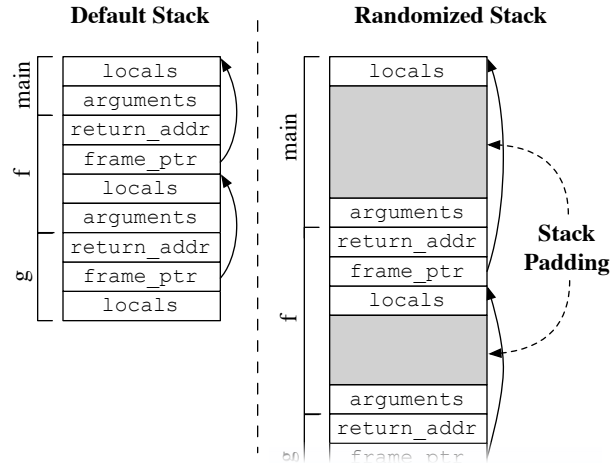 Default Stack
main
locals
arguments
f
return_addr
frame_ptr
locals
arguments
g
return_addr
frame_ptr
locals
Randomized Stack
main
locals
arguments
f
return_addr
frame_ptr
locals
arguments
g
return_addr
frame_ptr
Stack
Padding